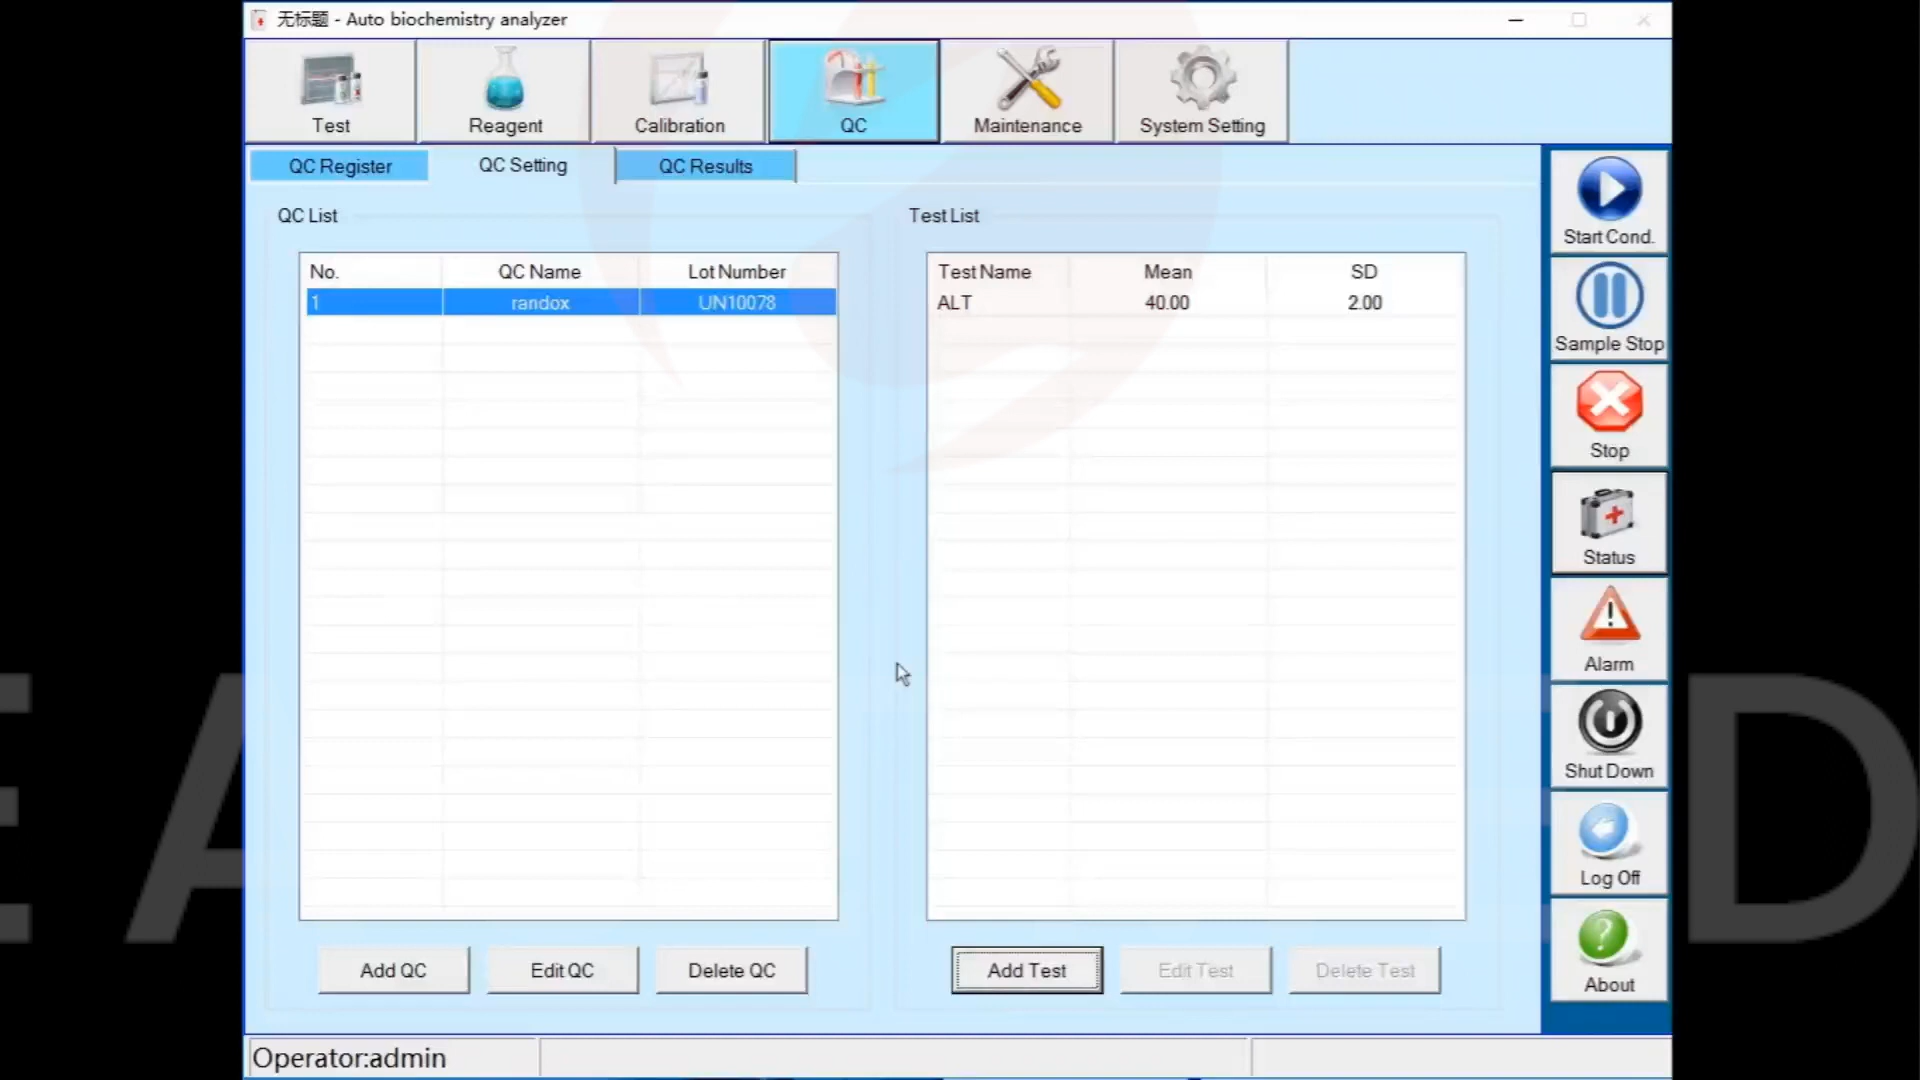 无标题 - Auto biochemistry analyzer
Test
Reagent
Calibration
QC
Maintenance
System Setting
QC Register
QC Setting
QC Results
QC List
Test List
No. QC Name Lot Number
1 randox UN10078
Test Name Mean SD
ALT 40.00 2.00
Add QC
Edit QC
Delete QC
Add Test
Edit Test
Delete Test
Start Cond.
Sample Stop
Stop
Status
Alarm
Shut Down
Log Off
About
Operator:admin